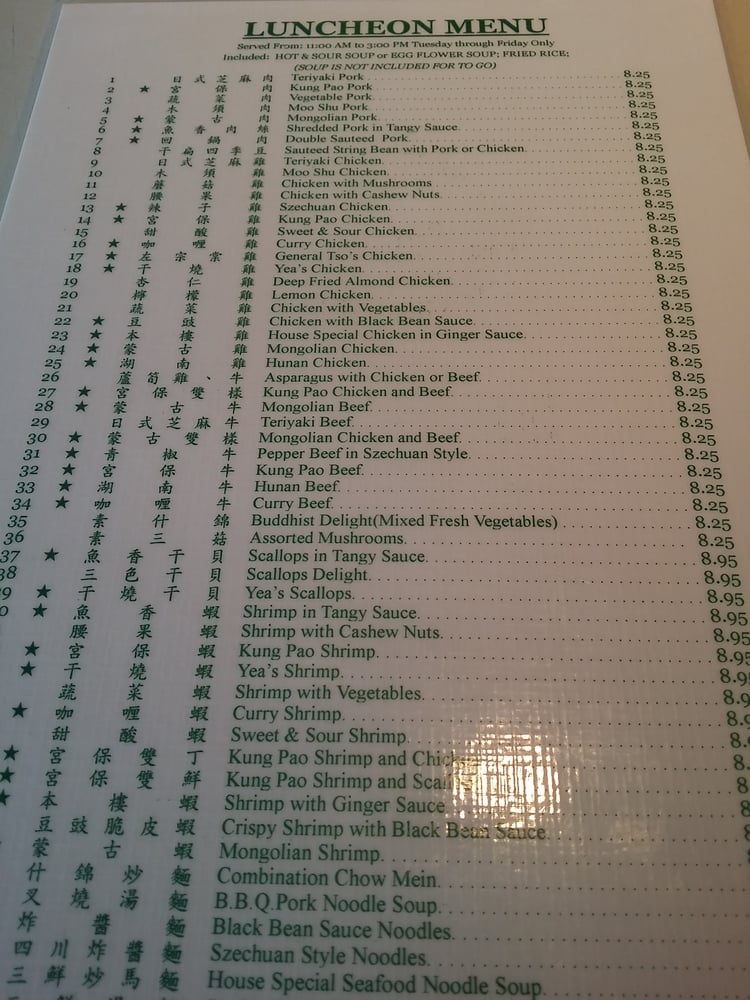 LUNCHEON MENU
Served From: 11:00 AM to 3:00 PM Tuesday through Friday Only
Included: HOT & SOUR SOUP or EGG FLOWER SOUP; FRIED RICE;
(SOUP IS NOT INCLUDED FOR TO GO)
1 日式芝麻肉 Teriyaki Pork 8.25
2 ★ 宮保肉 Kung Pao Pork 8.25
3 蔬菜肉 Vegetable Pork 8.25
4 木須肉 Moo Shu Pork 8.25
5 ★ 蒙古肉 Mongolian Pork 8.25
6 ★ 魚香肉絲 Shredded Pork in Tangy Sauce 8.25
7 ★ 回鍋肉 Double Sauteed Pork 8.25
8 干扁四季豆 Sauteed String Bean with Pork or Chicken 8.25
9 日式芝麻雞 Teriyaki Chicken 8.25
10 木須雞 Moo Shu Chicken 8.25
11 蘑菇雞 Chicken with Mushrooms 8.25
12 腰果雞 Chicken with Cashew Nuts 8.25
13 ★ 辣子雞 Szechuan Chicken 8.25
14 ★ 宮保雞 Kung Pao Chicken 8.25
15 甜酸雞 Sweet & Sour Chicken 8.25
16 ★ 咖喱雞 Curry Chicken 8.25
17 ★ 左宗棠雞 General Tso's Chicken 8.25
18 ★ 干燒雞 Yea's Chicken 8.25
19 杏仁雞 Deep Fried Almond Chicken 8.25
20 檸檬雞 Lemon Chicken 8.25
21 蔬菜雞 Chicken with Vegetables 8.25
22 ★ 豆豉雞 Chicken with Black Bean Sauce 8.25
23 ★ 本樓雞 House Special Chicken in Ginger Sauce 8.25
24 ★ 蒙古雞 Mongolian Chicken 8.25
25 ★ 湖南雞 Hunan Chicken 8.25
26 蘆筍雞、牛 Asparagus with Chicken or Beef 8.25
27 ★ 宮保雙樣 Kung Pao Chicken and Beef 8.25
28 ★ 蒙古牛 Mongolian Beef 8.25
29 日式芝麻牛 Teriyaki Beef 8.25
30 ★ 蒙古雙樣 Mongolian Chicken and Beef 8.25
31 ★ 青椒牛 Pepper Beef in Szechuan Style 8.25
32 ★ 宮保牛 Kung Pao Beef 8.25
33 ★ 湖南牛 Hunan Beef 8.25
34 ★ 咖喱牛 Curry Beef 8.25
35 素什錦 Buddhist Delight(Mixed Fresh Vegetables) 8.25
36 素三菇 Assorted Mushrooms 8.25
37 ★ 魚香干貝 Scallops in Tangy Sauce 8.95
38 三色干貝 Scallops Delight 8.95
9 ★ 干燒干貝 Yea's Scallops 8.95
0 ★ 魚香蝦 Shrimp in Tangy Sauce 8.95
腰果蝦 Shrimp with Cashew Nuts 8.95
★ 宮保蝦 Kung Pao Shrimp 8.95
★ 干燒蝦 Yea's Shrimp 8.9
蔬菜蝦 Shrimp with Vegetables 8.9
★ 咖喱蝦 Curry Shrimp 8.
甜酸蝦 Sweet & Sour Shrimp 8.
★ 宮保雙丁 Kung Pao Shrimp and Chic 8.
★ 宮保雙鮮 Kung Pao Shrimp and Scal 8
★ 本樓蝦 Shrimp with Ginger Sauce 8
豆豉脆皮蝦 Crispy Shrimp with Black Bean Sauce 8
蒙古蝦 Mongolian Shrimp
什錦炒麵 Combination Chow Mein
叉燒湯麵 B.B.Q.Pork Noodle Soup
炸醬麵 Black Bean Sauce Noodles
四川炸醬麵 Szechuan Style Noodles
三鮮炒馬麵 House Special Seafood Noodle Soup